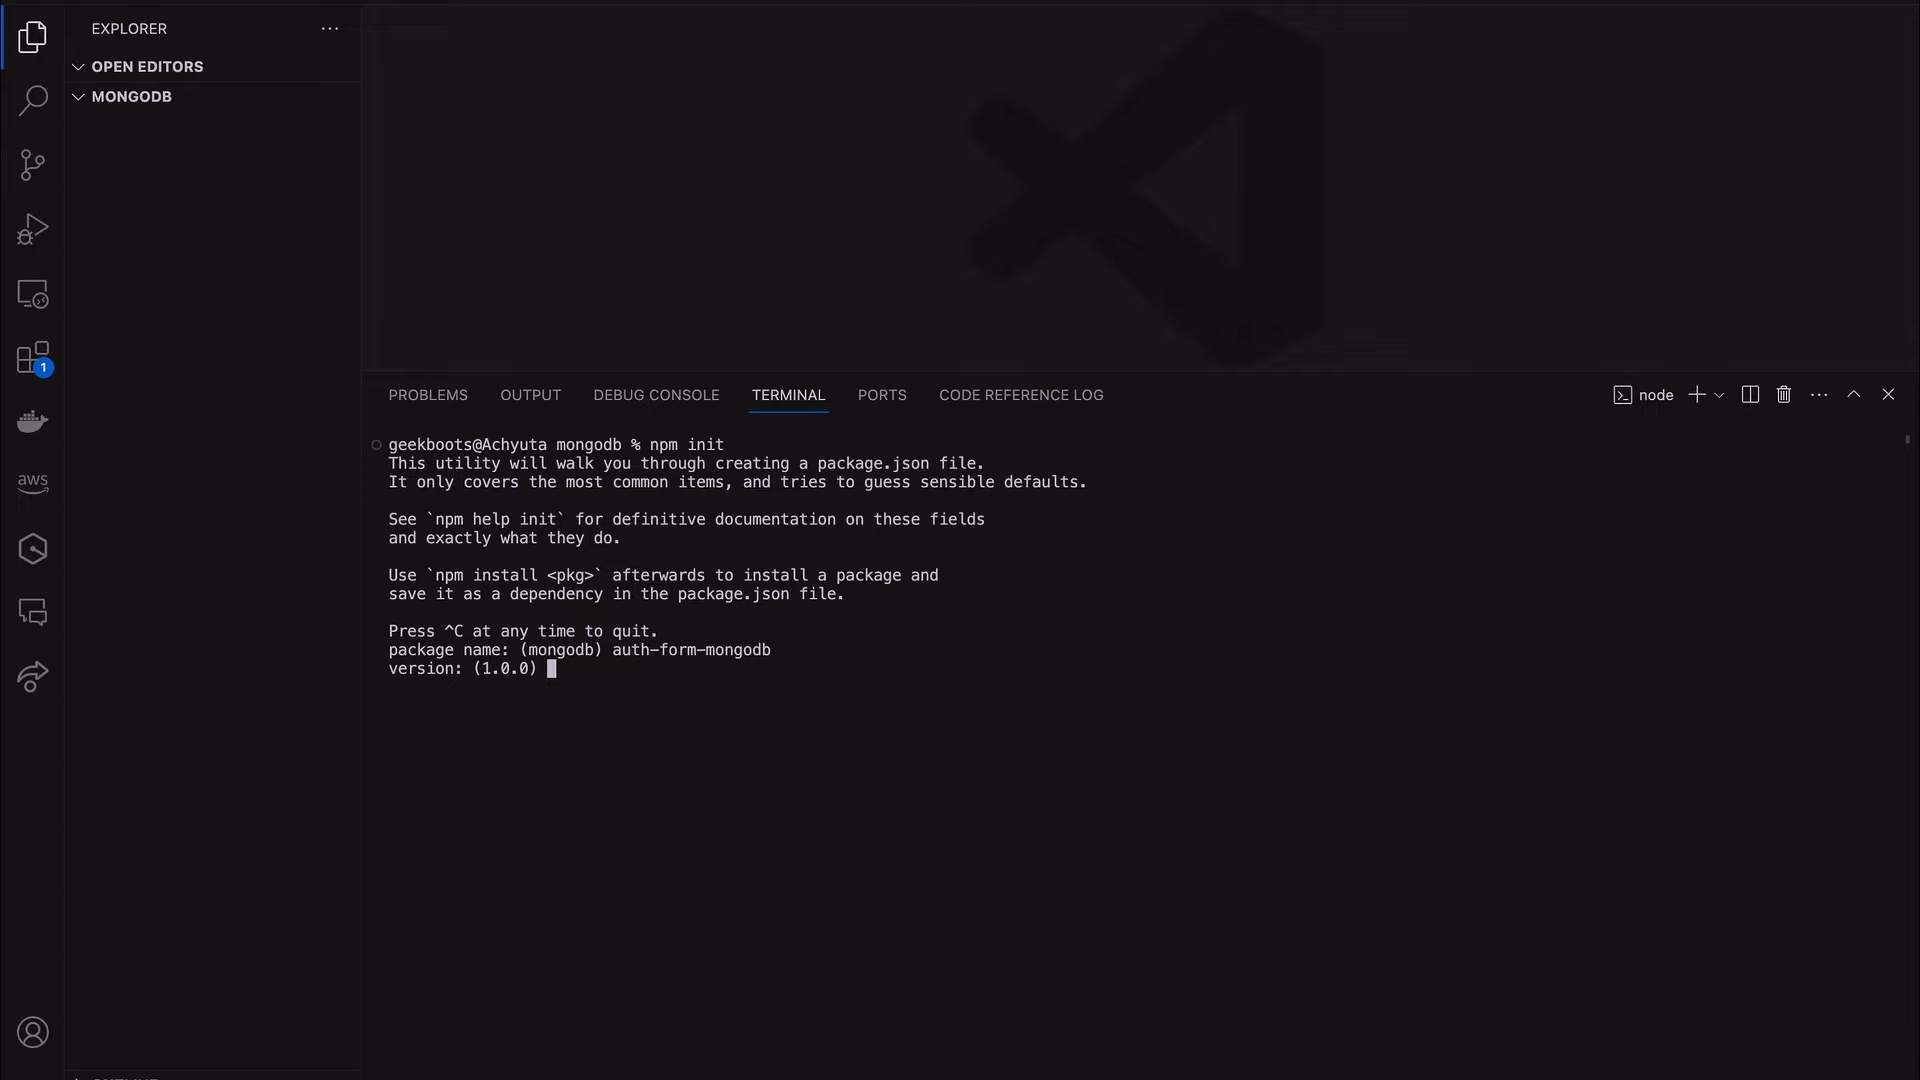 EXPLORER
OPEN EDITORS
MONGODB
1
aws
PROBLEMS OUTPUT DEBUG CONSOLE TERMINAL PORTS CODE REFERENCE LOG node
geekboots@Achyuta mongodb % npm init
This utility will walk you through creating a package.json file.
It only covers the most common items, and tries to guess sensible defaults.
See `npm help init` for definitive documentation on these fields
and exactly what they do.
Use `npm install <pkg>` afterwards to install a package and
save it as a dependency in the package.json file.
Press ^C at any time to quit.
package name: (mongodb) auth-form-mongodb
version: (1.0.0)